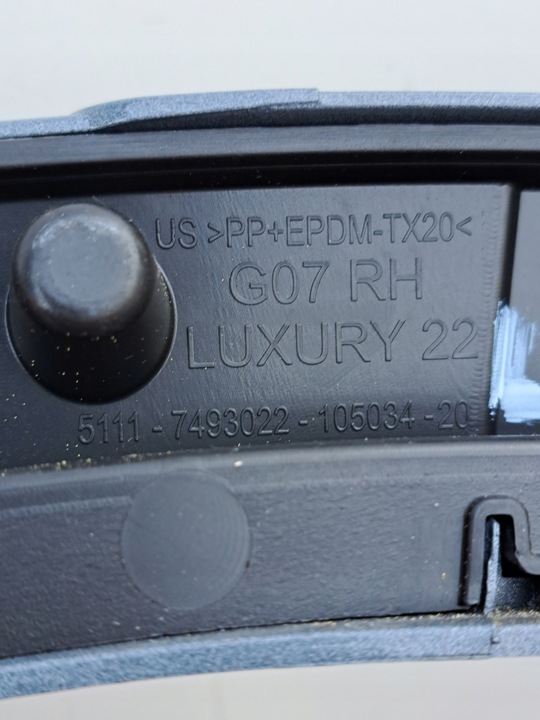 US >PP+EPDM-TX20<
G07 RH
LUXURY 22
5111 - 7493022 - 105034 - 20